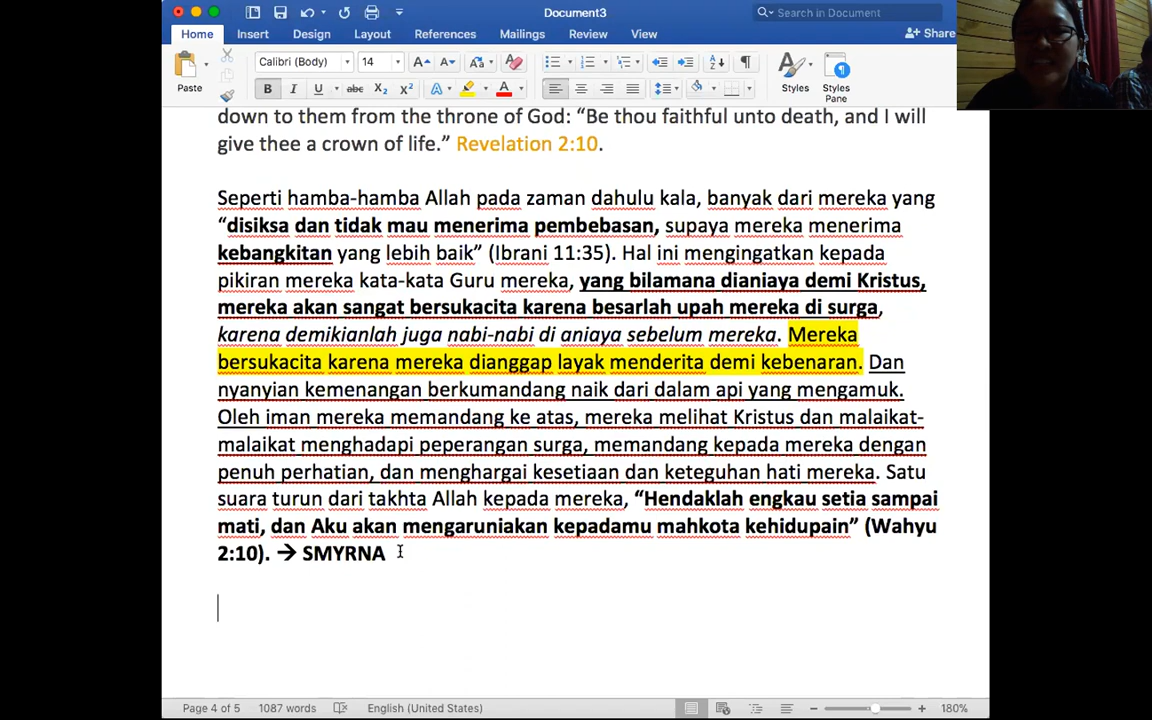 Document3
Search in Document
Home Insert Design Layout References Mailings Review View Share
Paste Calibri (Body) 14 Styles Styles Pane
down to them from the throne of God: “Be thou faithful unto death, and I will
give thee a crown of life.” Revelation 2:10.
Seperti hamba-hamba Allah pada zaman dahulu kala, banyak dari mereka yang
“disiksa dan tidak mau menerima pembebasan, supaya mereka menerima
kebangkitan yang lebih baik” (Ibrani 11:35). Hal ini mengingatkan kepada
pikiran mereka kata-kata Guru mereka, yang bilamana dianiaya demi Kristus,
mereka akan sangat bersukacita karena besarlah upah mereka di surga,
karena demikianlah juga nabi-nabi di aniaya sebelum mereka. Mereka
bersukacita karena mereka dianggap layak menderita demi kebenaran. Dan
nyanyian kemenangan berkumandang naik dari dalam api yang mengamuk.
Oleh iman mereka memandang ke atas, mereka melihat Kristus dan malaikat-
malaikat menghadapi peperangan surga, memandang kepada mereka dengan
penuh perhatian, dan menghargai kesetiaan dan keteguhan hati mereka. Satu
suara turun dari takhta Allah kepada mereka, “Hendaklah engkau setia sampai
mati, dan Aku akan mengaruniakan kepadamu mahkota kehidupain” (Wahyu
2:10). → SMYRNA
Page 4 of 5 1087 words English (United States) 180%